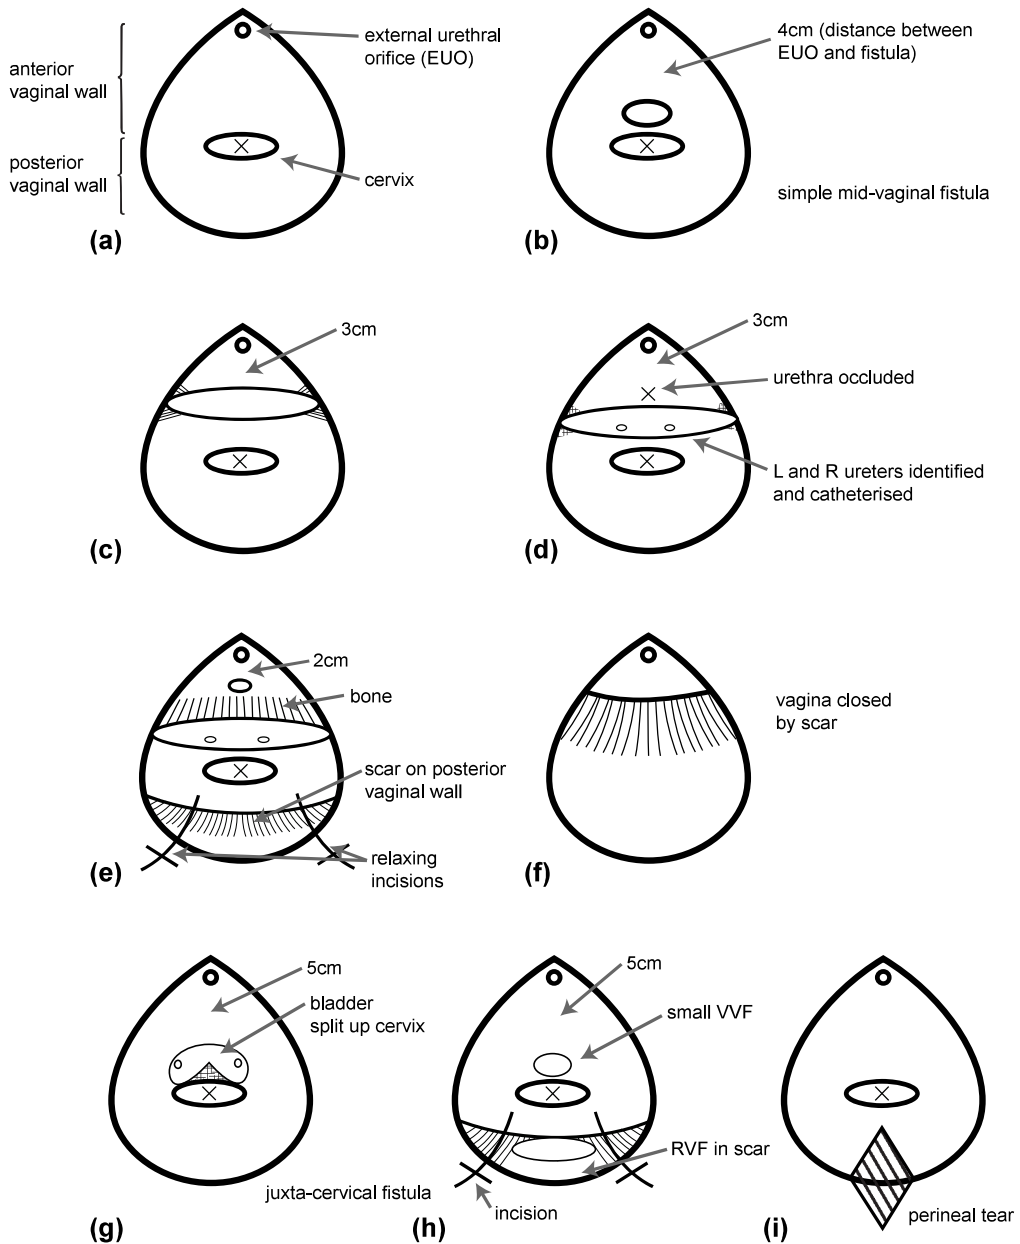 anterior
vaginal wall
external urethral
orifice (EUO)
posterior
vaginal wall
cervix
(a)
4cm (distance between
EUO and fistula)
simple mid-vaginal fistula
(b)
3cm
(c)
3cm
urethra occluded
L and R ureters identified
and catheterised
(d)
2cm
bone
scar on posterior
vaginal wall
relaxing
incisions
(e)
vagina closed
by scar
(f)
5cm
bladder
split up cervix
juxta-cervical fistula
(g)
5cm
small VVF
RVF in scar
incision
(h)
perineal tear
(i)